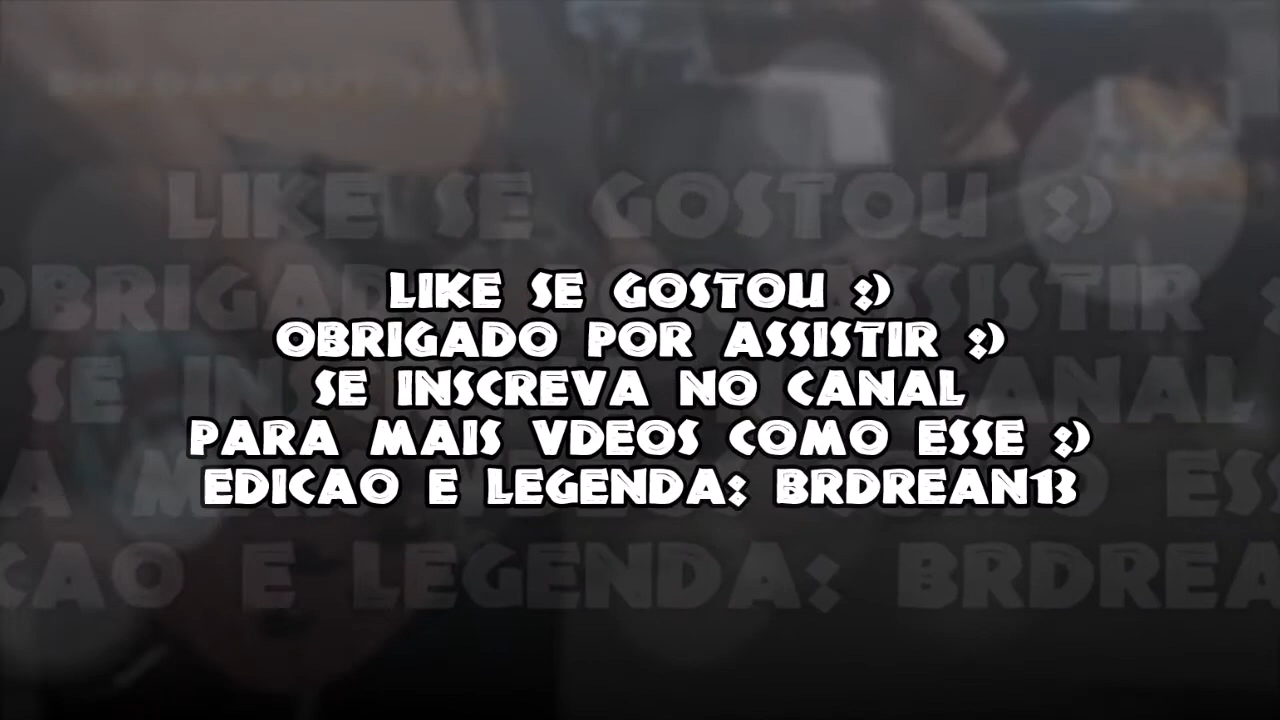 LIKE SE GOSTOU :)
OBRIGADO POR ASSISTIR :)
SE INSCREVA NO CANAL
PARA MAIS VDEOS COMO ESSE :)
EDICAO E LEGENDA: BRDREAN13